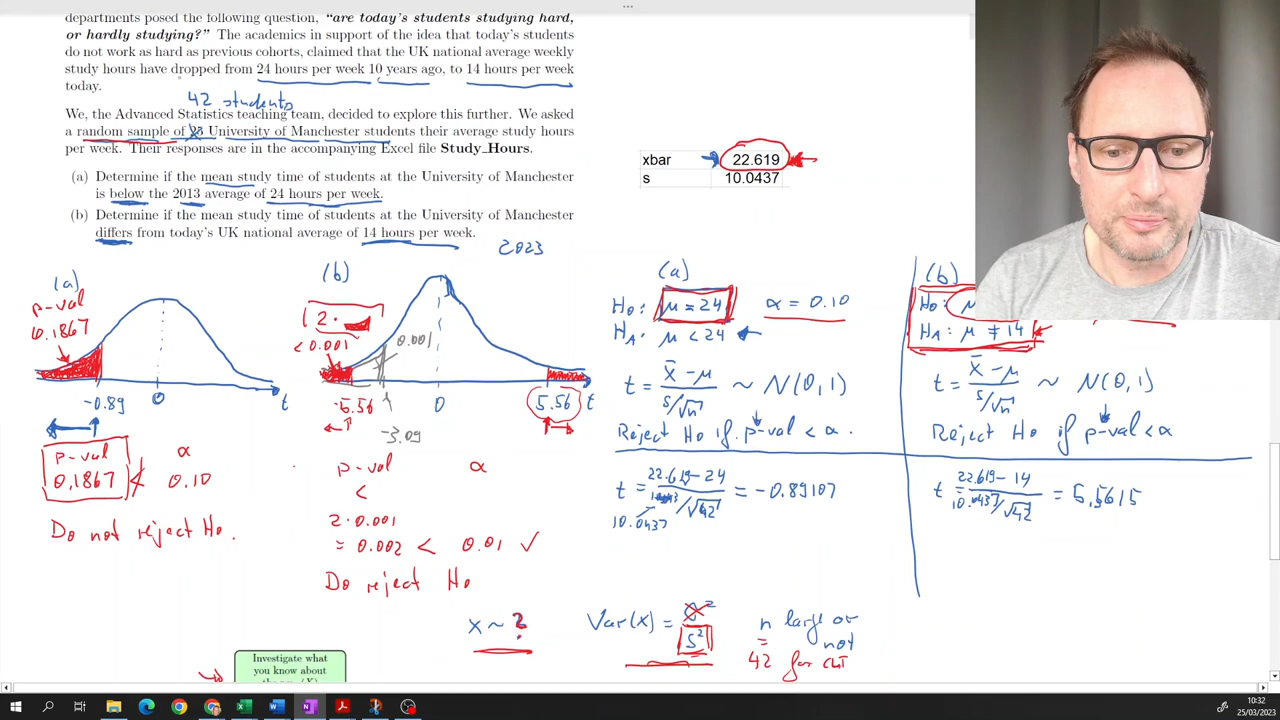 departments posed the following question, "are today's students studying hard,
or hardly studying?" The academics in support of the idea that today's students
do not work as hard as previous cohorts, claimed that the UK national average weekly
study hours have dropped from 24 hours per week 10 years ago, to 14 hours per week
today.
42 students
We, the Advanced Statistics teaching team, decided to explore this further. We asked
a random sample of University of Manchester students their average study hours
per week. Their responses are in the accompanying Excel file Study_Hours.
(a) Determine if the mean study time of students at the University of Manchester
is below the 2013 average of 24 hours per week.
(b) Determine if the mean study time of students at the University of Manchester
differs from today's UK national average of 14 hours per week.
2023
xbar 22.619
s 10.0437
(a)
p-val
0.1867
-0.89 0 t
p-val α
0.1867 ≮ 0.10
Do not reject Ho.
(b)
2 ·
< 0.001
0.001
-5.56 0 5.56 t
-3.09
p-val α
<
2·0.001
= 0.002 < 0.01 ✓
Do reject Ho
(a)
Ho: μ = 24 α = 0.10
HA: μ < 24
t = x̄ - μ / s/√n ~ N(0,1)
Reject Ho if p-val < α.
t = 22.619 - 24 / 10.0437/√42 = -0.89107
10.0437
(b)
Ho: μ
HA: μ ≠ 14
t = x̄ - μ / s/√n ~ N(0,1)
Reject Ho if p-val < α
t = 22.619 - 14 / 10.0437/√42 = 5.5615
x ~ ?
Var(x) = σ²
s²
n large or
= not
42 for CLT
Investigate what
you know about
10:32
25/03/2023